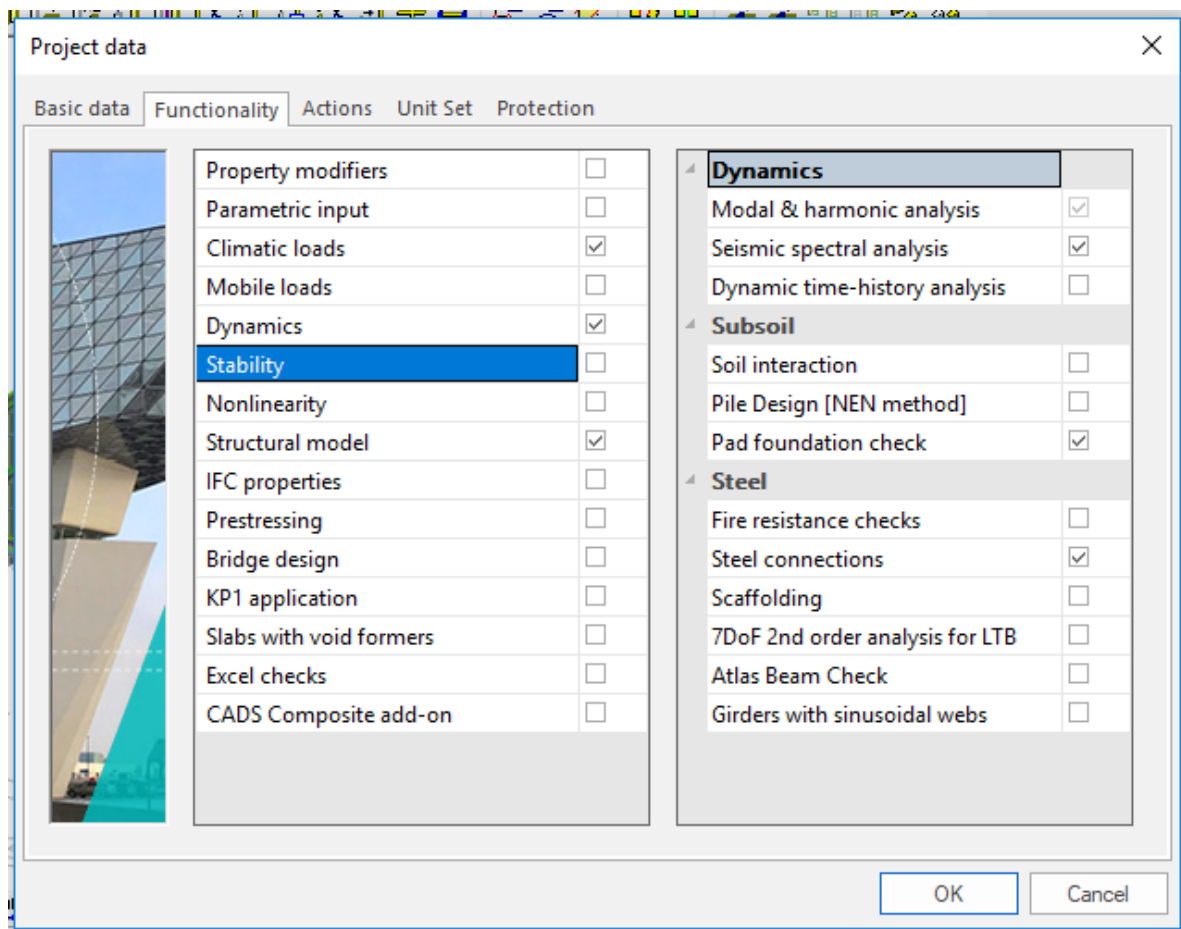 Project data
Basic data Functionality Actions Unit Set Protection
Property modifiers
Parametric input
Climatic loads
Mobile loads
Dynamics
Stability
Nonlinearity
Structural model
IFC properties
Prestressing
Bridge design
KP1 application
Slabs with void formers
Excel checks
CADS Composite add-on
Dynamics
Modal & harmonic analysis
Seismic spectral analysis
Dynamic time-history analysis
Subsoil
Soil interaction
Pile Design [NEN method]
Pad foundation check
Steel
Fire resistance checks
Steel connections
Scaffolding
7DoF 2nd order analysis for LTB
Atlas Beam Check
Girders with sinusoidal webs
OK Cancel